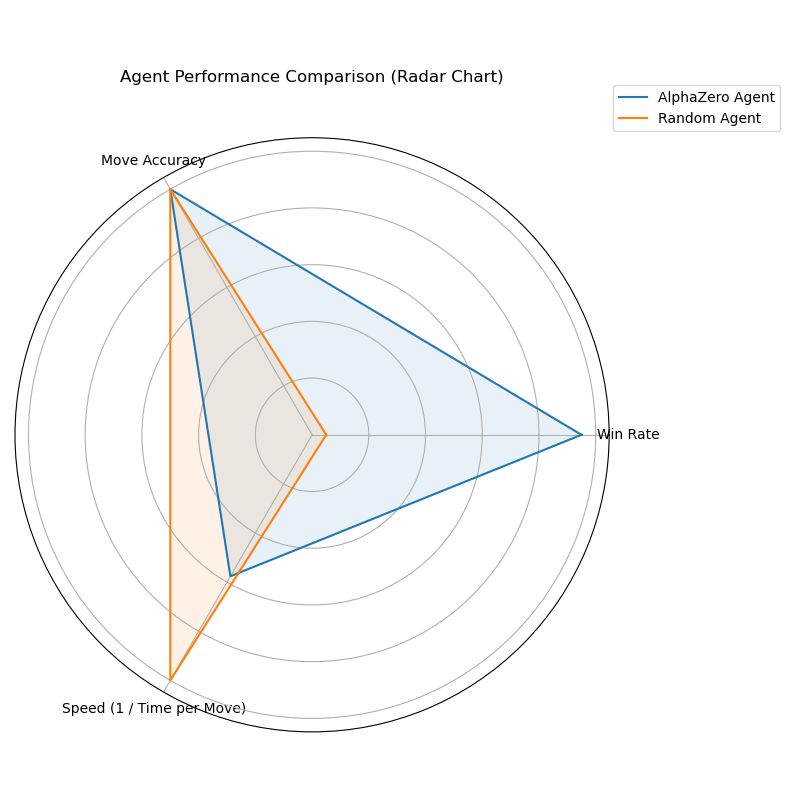 Agent Performance Comparison (Radar Chart)
AlphaZero Agent
Random Agent
Move Accuracy
Win Rate
Speed (1 / Time per Move)